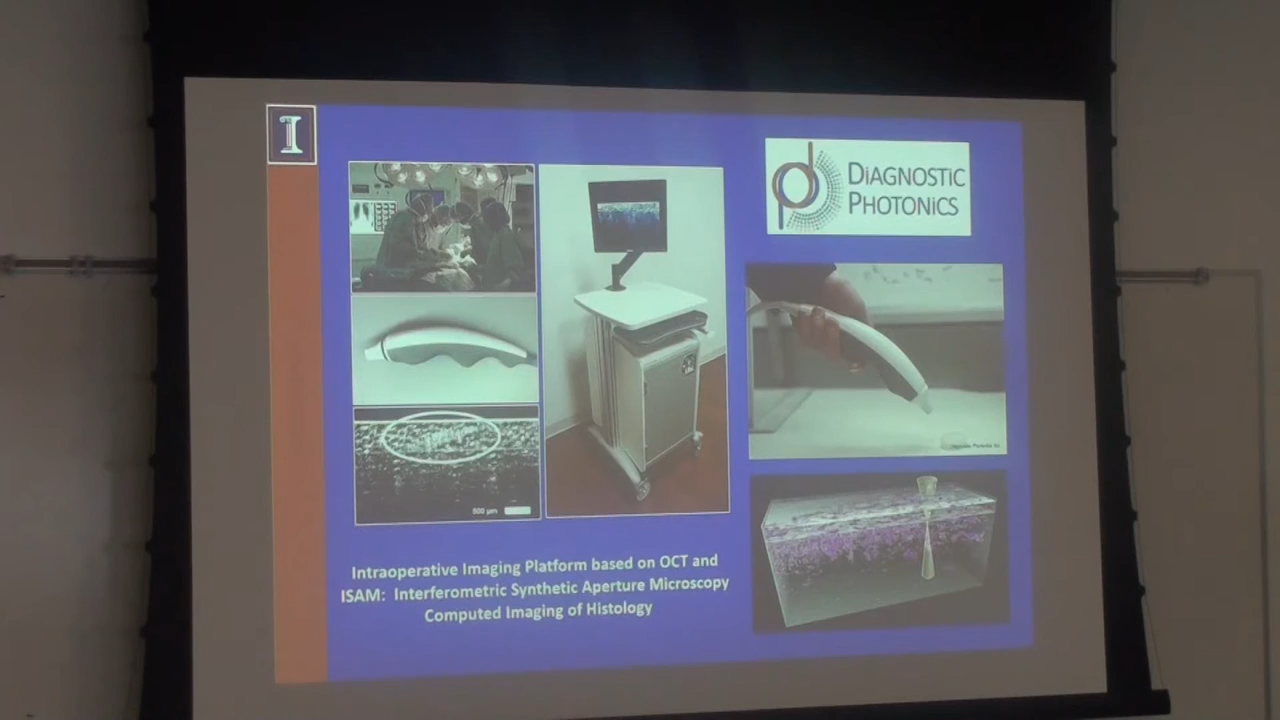 I
DiAGNOSTiC
PHOTONiCS
500 µm
Intraoperative Imaging Platform based on OCT and
ISAM: Interferometric Synthetic Aperture Microscopy
Computed Imaging of Histology